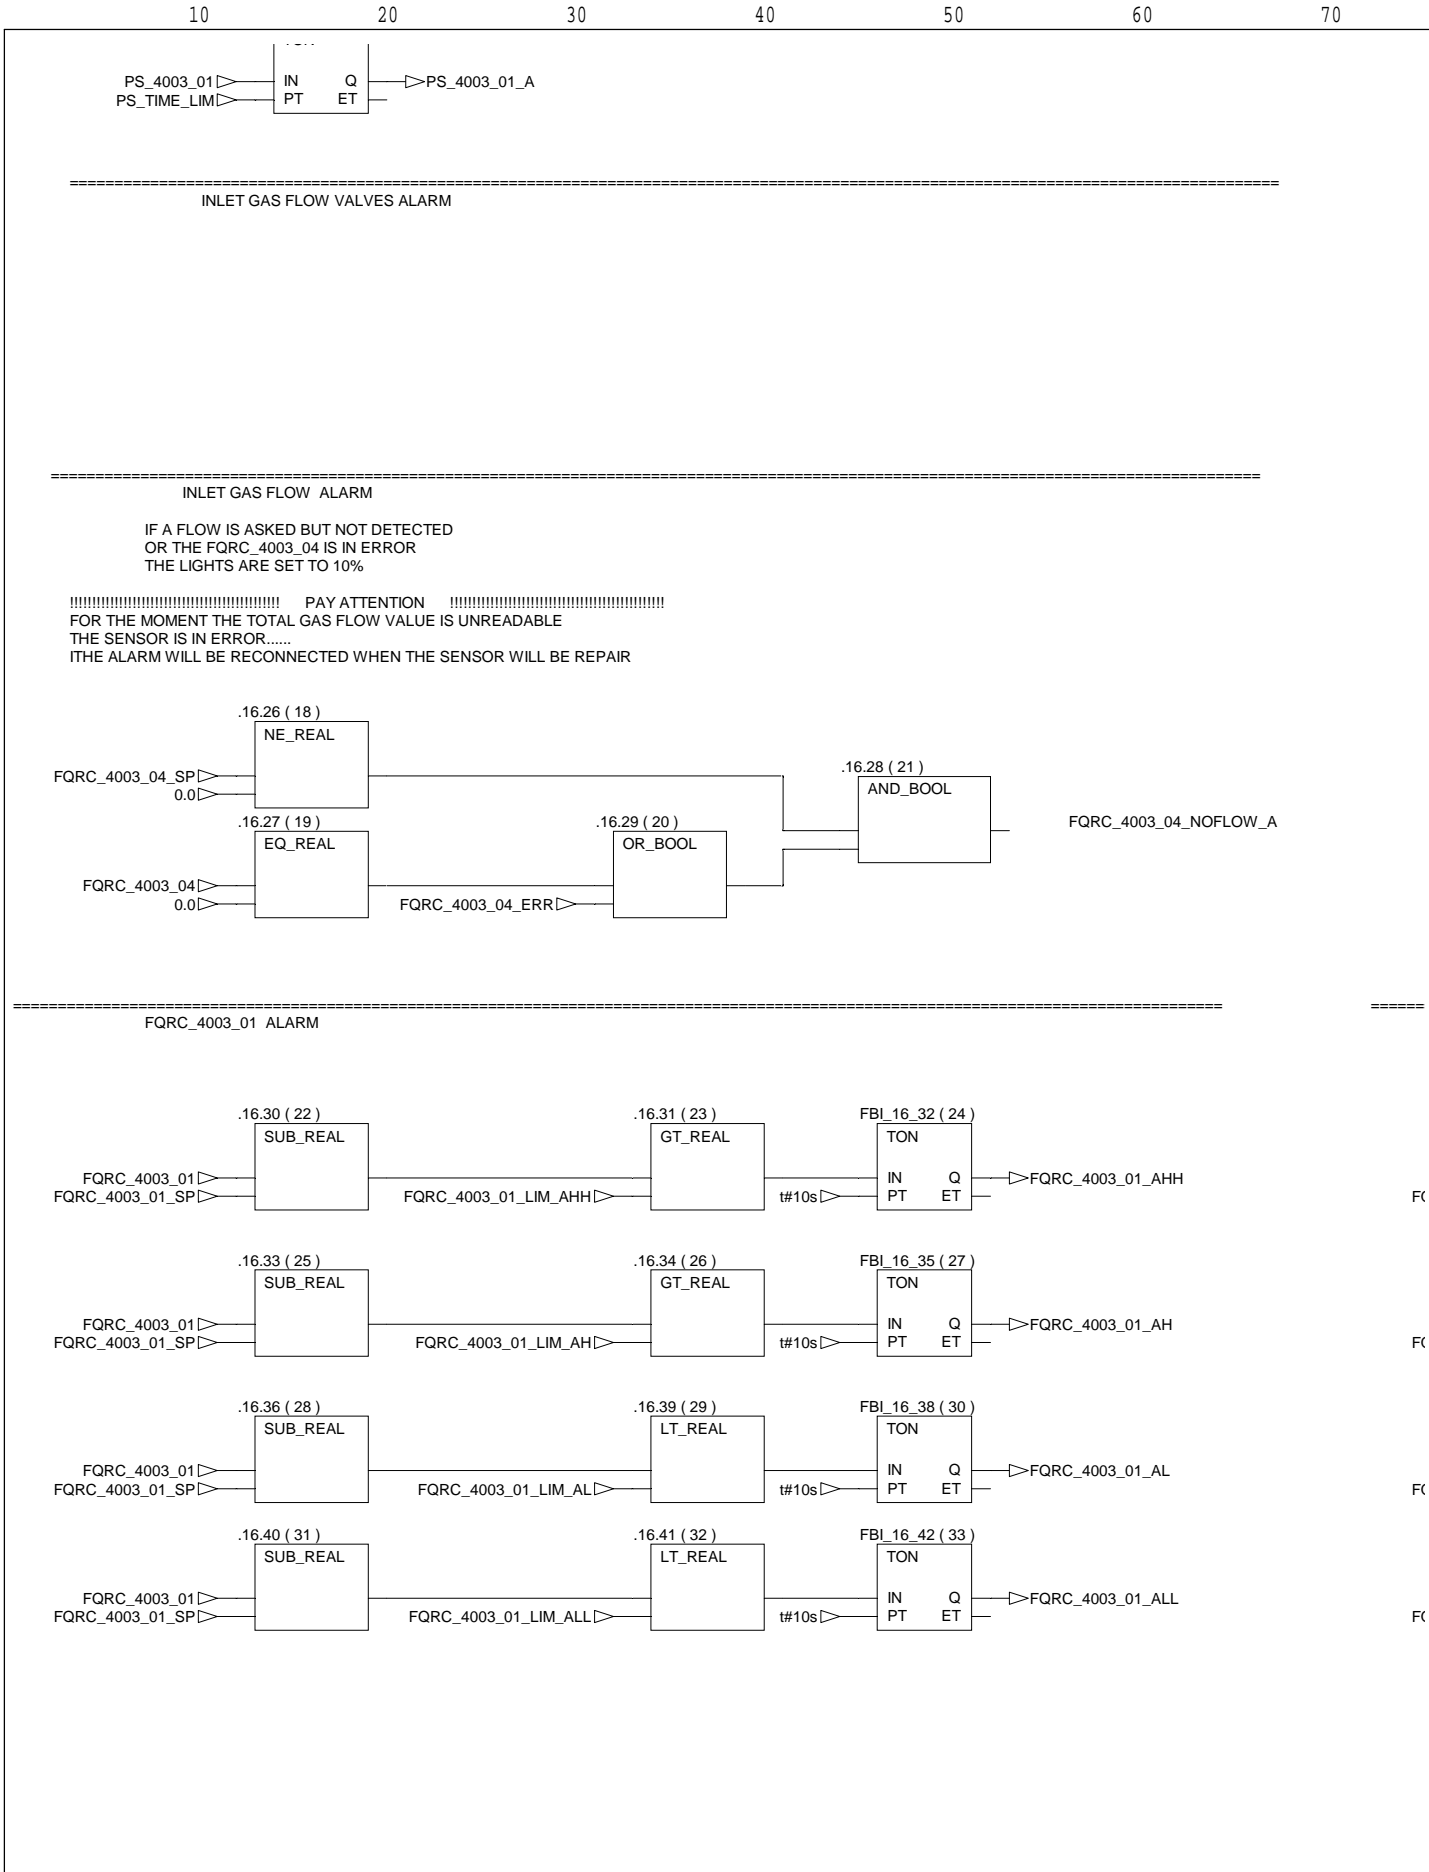 10 20 30 40 50 60 70
PS_4003_01 IN Q PS_4003_01_A
PS_TIME_LIM PT ET
==========================================================================================================================================
INLET GAS FLOW VALVES ALARM
==========================================================================================================================================
INLET GAS FLOW  ALARM
IF A FLOW IS ASKED BUT NOT DETECTED
OR THE FQRC_4003_04 IS IN ERROR
THE LIGHTS ARE SET TO 10%
!!!!!!!!!!!!!!!!!!!!!!!!!!!!!!!!!!!!!!!!!!!!!!! PAY ATTENTION !!!!!!!!!!!!!!!!!!!!!!!!!!!!!!!!!!!!!!!!!!!!!!!!
FOR THE MOMENT THE TOTAL GAS FLOW VALUE IS UNREADABLE
THE SENSOR IS IN ERROR......
ITHE ALARM WILL BE RECONNECTED WHEN THE SENSOR WILL BE REPAIR
.16.26 ( 18 )
NE_REAL
FQRC_4003_04_SP
0.0
.16.28 ( 21 )
AND_BOOL
FQRC_4003_04_NOFLOW_A
.16.27 ( 19 ) .16.29 ( 20 )
EQ_REAL OR_BOOL
FQRC_4003_04
0.0 FQRC_4003_04_ERR
========================================================================================================================================== ======
FQRC_4003_01  ALARM
.16.30 ( 22 ) .16.31 ( 23 ) FBI_16_32 ( 24 )
SUB_REAL GT_REAL TON
FQRC_4003_01 IN Q FQRC_4003_01_AHH
FQRC_4003_01_SP FQRC_4003_01_LIM_AHH t#10s PT ET
.16.33 ( 25 ) .16.34 ( 26 ) FBI_16_35 ( 27 )
SUB_REAL GT_REAL TON
FQRC_4003_01 IN Q FQRC_4003_01_AH
FQRC_4003_01_SP FQRC_4003_01_LIM_AH t#10s PT ET
.16.36 ( 28 ) .16.39 ( 29 ) FBI_16_38 ( 30 )
SUB_REAL LT_REAL TON
FQRC_4003_01 IN Q FQRC_4003_01_AL
FQRC_4003_01_SP FQRC_4003_01_LIM_AL t#10s PT ET
.16.40 ( 31 ) .16.41 ( 32 ) FBI_16_42 ( 33 )
SUB_REAL LT_REAL TON
FQRC_4003_01 IN Q FQRC_4003_01_ALL
FQRC_4003_01_SP FQRC_4003_01_LIM_ALL t#10s PT ET